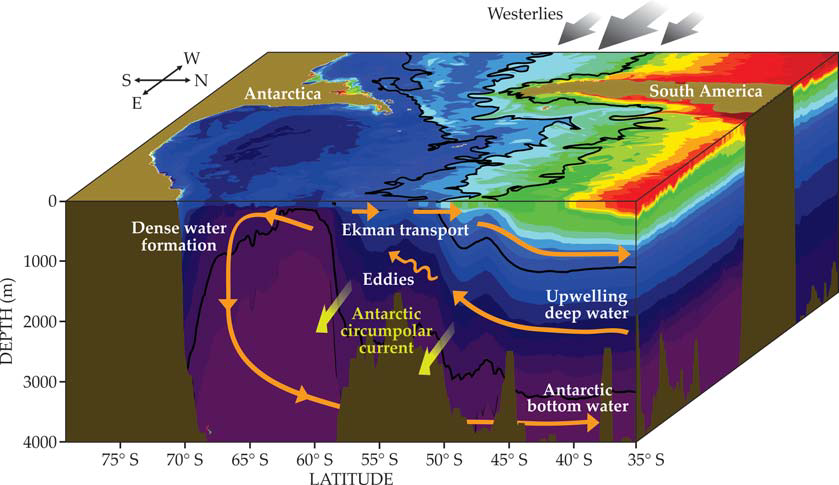 Westerlies
W
S
N
E
Antarctica
South America
0
1000
2000
3000
4000
DEPTH (m)
Dense water
formation
Ekman transport
Eddies
Antarctic
circumpolar
current
Upwelling
deep water
Antarctic
bottom water
75° S
70° S
65° S
60° S
55° S
50° S
45° S
40° S
35° S
LATITUDE